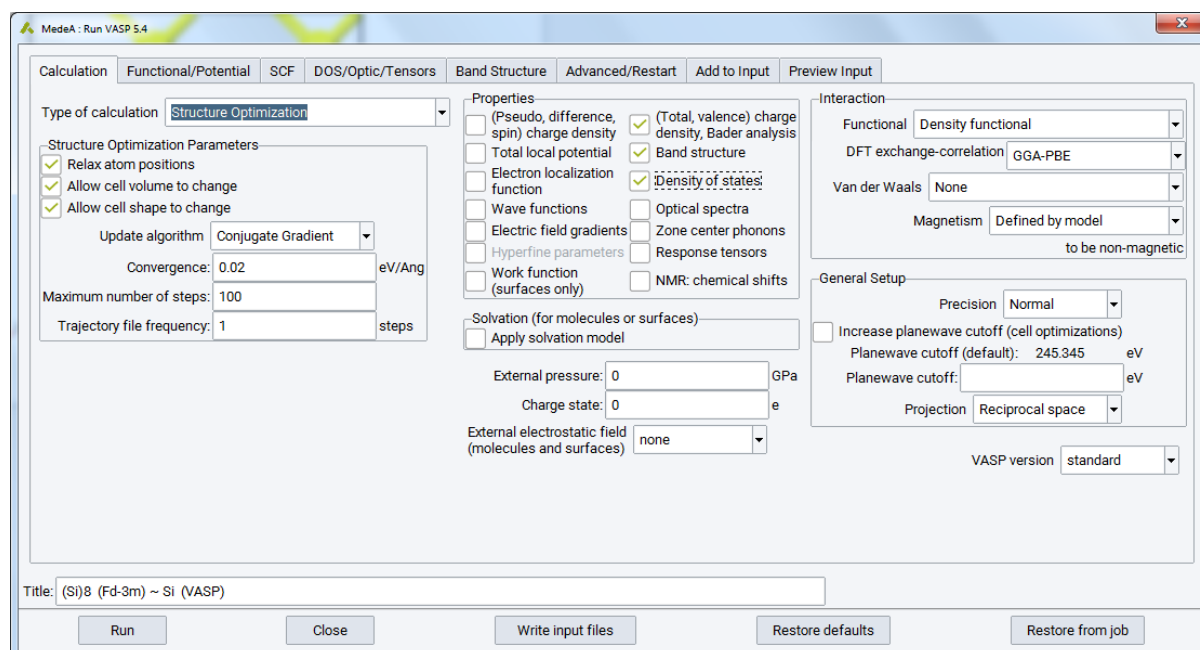 MedeA : Run VASP 5.4
Calculation
Functional/Potential
SCF
DOS/Optic/Tensors
Band Structure
Advanced/Restart
Add to Input
Preview Input
Type of calculation
Structure Optimization
Structure Optimization Parameters
Relax atom positions
Allow cell volume to change
Allow cell shape to change
Update algorithm
Conjugate Gradient
Convergence:
0.02
eV/Ang
Maximum number of steps:
100
Trajectory file frequency:
1
steps
Properties
(Pseudo, difference,
spin) charge density
(Total, valence) charge
density, Bader analysis
Total local potential
Band structure
Electron localization
function
Density of states
Wave functions
Optical spectra
Electric field gradients
Zone center phonons
Hyperfine parameters
Response tensors
Work function
(surfaces only)
NMR: chemical shifts
Solvation (for molecules or surfaces)
Apply solvation model
External pressure:
0
GPa
Charge state:
0
e
External electrostatic field
(molecules and surfaces)
none
Interaction
Functional
Density functional
DFT exchange-correlation
GGA-PBE
Van der Waals
None
Magnetism
Defined by model
to be non-magnetic
General Setup
Precision
Normal
Increase planewave cutoff (cell optimizations)
Planewave cutoff (default):
245.345
eV
Planewave cutoff:
eV
Projection
Reciprocal space
VASP version
standard
Title:
(Si)8 (Fd-3m) ~ Si (VASP)
Run
Close
Write input files
Restore defaults
Restore from job